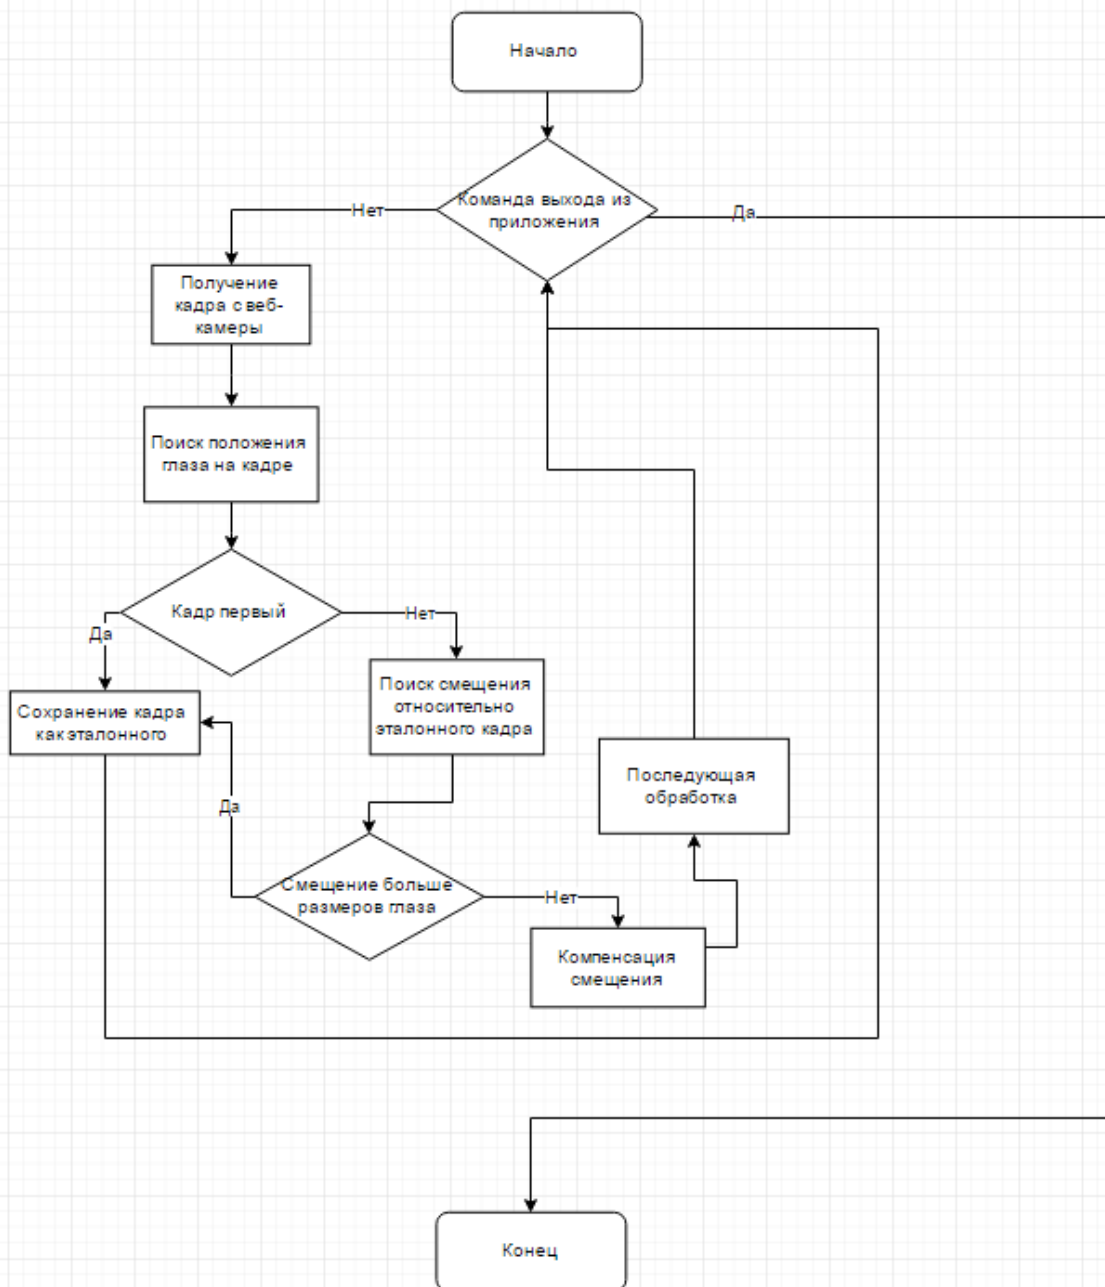 Начало
Команда выхода из
приложения
Нет
Да
Получение
кадра с веб-
камеры
Поиск положения
глаза на кадре
Кадр первый
Да
Нет
Сохранение кадра
как эталонного
Поиск смещения
относительно
эталонного кадра
Да
Смещение больше
размеров глаза
Нет
Компенсация
смещения
Последующая
обработка
Конец